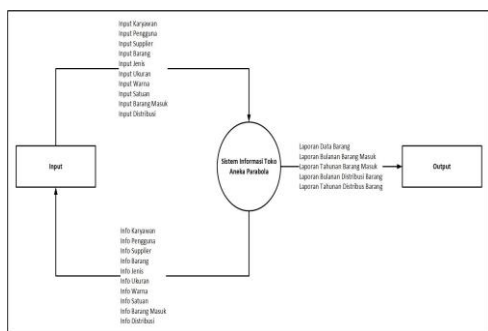 Input Karyawan
Input Pengguna
Input Supplier
Input Barang
Input Jenis
Input Ukuran
Input Warna
Input Satuan
Input Barang Masuk
Input Distribusi
Input
Sistem Informasi Toko
Aneka Parabola
Laporan Data Barang
Laporan Bulanan Barang Masuk
Laporan Tahunan Barang Masuk
Laporan Bulanan Distribusi Barang
Laporan Tahunan Distribus Barang
Output
Info Karyawan
Info Pengguna
Info Supplier
Info Barang
Info Jenis
Info Ukuran
Info Warna
Info Satuan
Info Barang Masuk
Info Distribusi